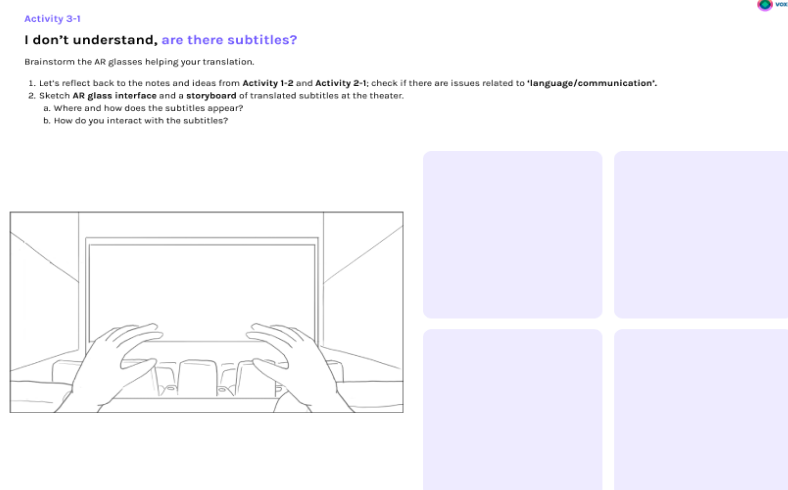 vox
Activity 3-1
I don't understand, are there subtitles?
Brainstorm the AR glasses helping your translation.
1. Let's reflect back to the notes and ideas from Activity 1-2 and Activity 2-1; check if there are issues related to 'language/communication'.
2. Sketch AR glass interface and a storyboard of translated subtitles at the theater.
a. Where and how does the subtitles appear?
b. How do you interact with the subtitles?